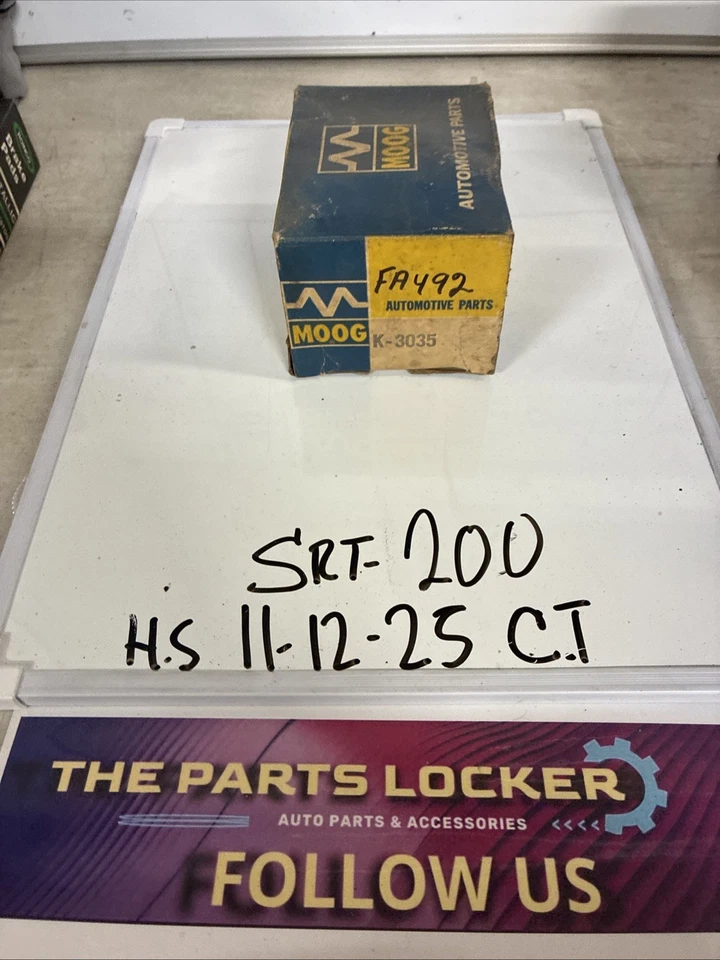 MOOG
AUTOMOTIVE PARTS
FA492
AUTOMOTIVE PARTS
MOOG
K-3035
SRT-200
H.S 11-12-25 C.T
THE PARTS LOCKER
AUTO PARTS & ACCESSORIES <<<<
FOLLOW US